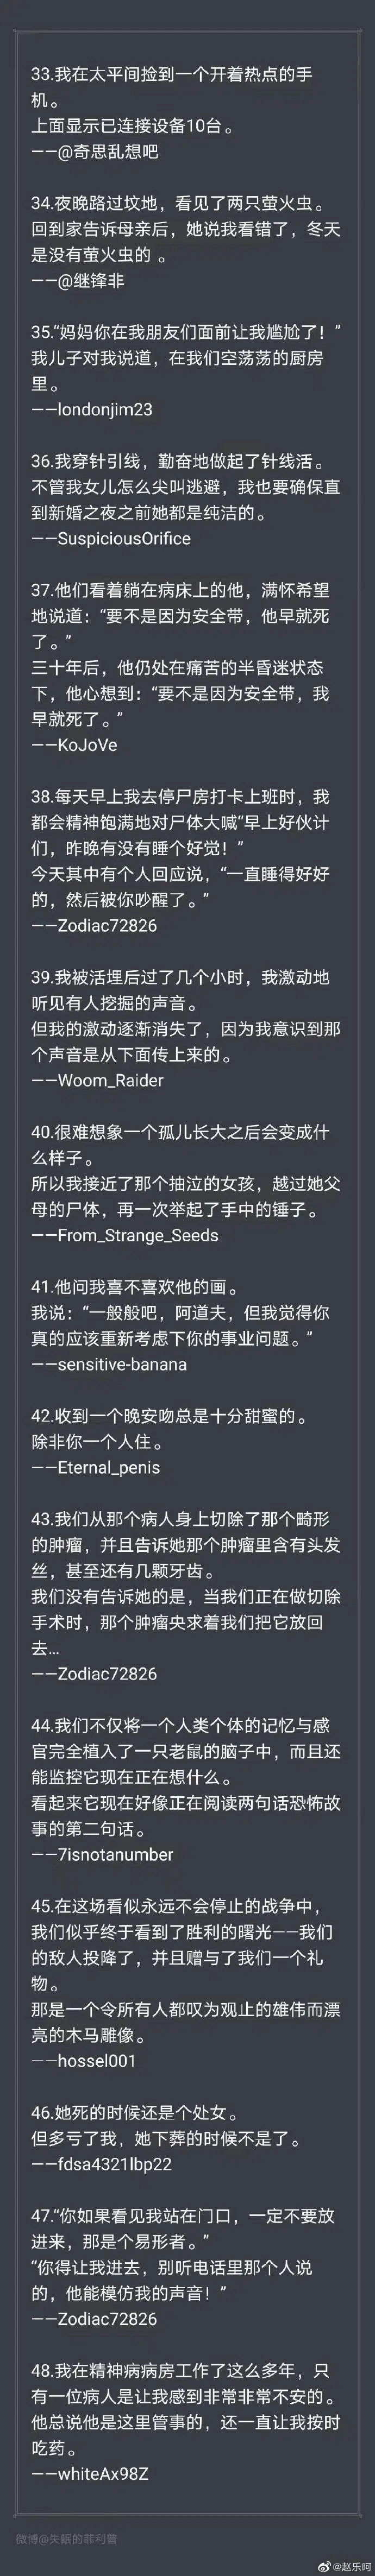 33.我在太平间捡到一个开着热点的手
机。
上面显示已连接设备10台。
——@奇思乱想吧
34.夜晚路过坟地，看见了两只萤火虫。
回到家告诉母亲后，她说我看错了，冬天
是没有萤火虫的 。
——@继锋非
35.“妈妈你在我朋友们面前让我尴尬了！”
我儿子对我说道，在我们空荡荡的厨房
里。
——londonjim23
36.我穿针引线，勤奋地做起了针线活。
不管我女儿怎么尖叫逃避，我也要确保直
到新婚之夜之前她都是纯洁的。
——SuspiciousOrifice
37.他们看着躺在病床上的他，满怀希望
地说道：“要不是因为安全带，他早就死
了。”
三十年后，他仍处在痛苦的半昏迷状态
下，他心想到：“要不是因为安全带，我
早就死了。”
——KoJoVe
38.每天早上我去停尸房打卡上班时，我
都会精神饱满地对尸体大喊“早上好伙计
们，昨晚有没有睡个好觉！”
今天其中有个人回应说，“一直睡得好好
的，然后被你吵醒了。”
——Zodiac72826
39.我被活埋后过了几个小时，我激动地
听见有人挖掘的声音。
但我的激动逐渐消失了，因为我意识到那
个声音是从下面传上来的。
——Woom_Raider
40.很难想象一个孤儿长大之后会变成什
么样子。
所以我接近了那个抽泣的女孩，越过她父
母的尸体，再一次举起了手中的锤子。
——From_Strange_Seeds
41.他问我喜不喜欢他的画。
我说：“一般般吧，阿道夫，但我觉得你
真的应该重新考虑下你的事业问题。”
——sensitive-banana
42.收到一个晚安吻总是十分甜蜜的。
除非你一个人住。
——Eternal_penis
43.我们从那个病人身上切除了那个畸形
的肿瘤，并且告诉她那个肿瘤里含有头发
丝，甚至还有几颗牙齿。
我们没有告诉她的是，当我们正在做切除
手术时，那个肿瘤央求着我们把它放回
去...
——Zodiac72826
44.我们不仅将一个人类个体的记忆与感
官完全植入了一只老鼠的脑子中，而且还
能监控它现在正在想什么。
看起来它现在好像正在阅读两句话恐怖故
事的第二句话。
——7isnotanumber
45.在这场看似永远不会停止的战争中，
我们似乎终于看到了胜利的曙光——我们
的敌人投降了，并且赠与了我们一个礼
物。
那是一个令所有人都叹为观止的雄伟而漂
亮的木马雕像。
——hossel001
46.她死的时候还是个处女。
但多亏了我，她下葬的时候不是了。
——fdsa4321lbp22
47.“你如果看见我站在门口，一定不要放
进来，那是个易形者。”
“你得让我进去，别听电话里那个人说
的，他能模仿我的声音！”
——Zodiac72826
48.我在精神病病房工作了这么多年，只
有一位病人是让我感到非常非常不安的。
他总说他是这里管事的，还一直让我按时
吃药。
——whiteAx98Z
微博@失眠的菲利普
@赵乐呵